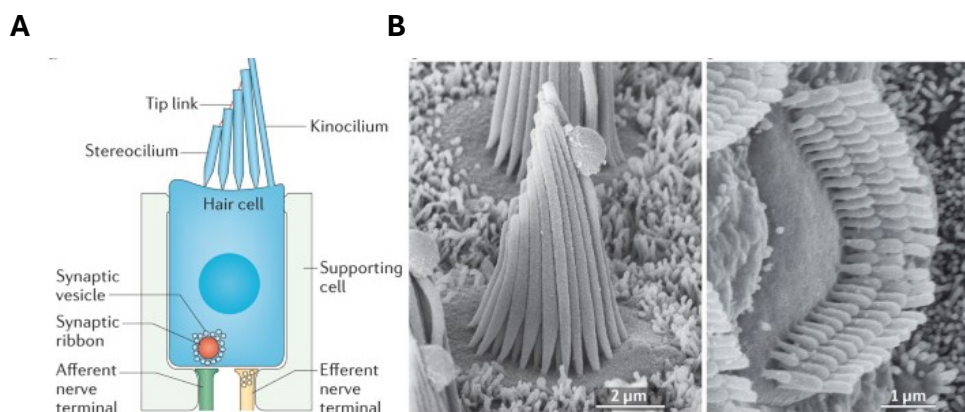 A
B
Tip link
Kinocilium
Stereocilium
Hair cell
Supporting
cell
Synaptic
vesicle
Synaptic
ribbon
Afferent
nerve
terminal
Efferent
nerve
terminal
2 µm
1 µm